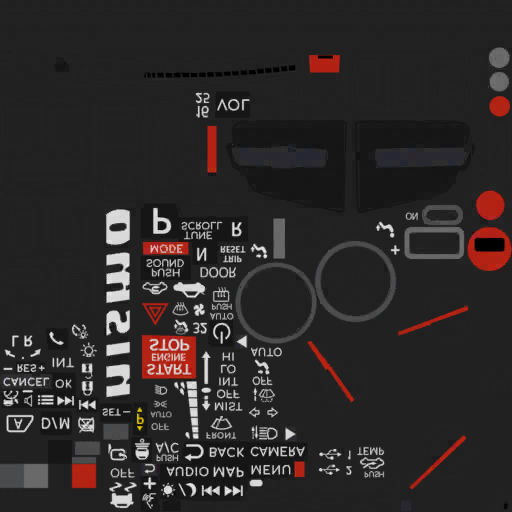 25
16 VOL
P SCROLL TUNE R
MODE N RESET TRIP
ON
SOUND PUSH DOOR
PUSH
AUTO
32
nismo
L R
STOP
ENGINE
START
HI
LO
INT
OFF
MIST
AUTO
OFF
- RES+ INT
CANCEL OK
SET-
A D/M
P
AUTO
OFF
FRONT
A/C
PUSH
BACK CAMERA
1 TEMP
2 PUSH
OFF
AUDIO MAP MENU